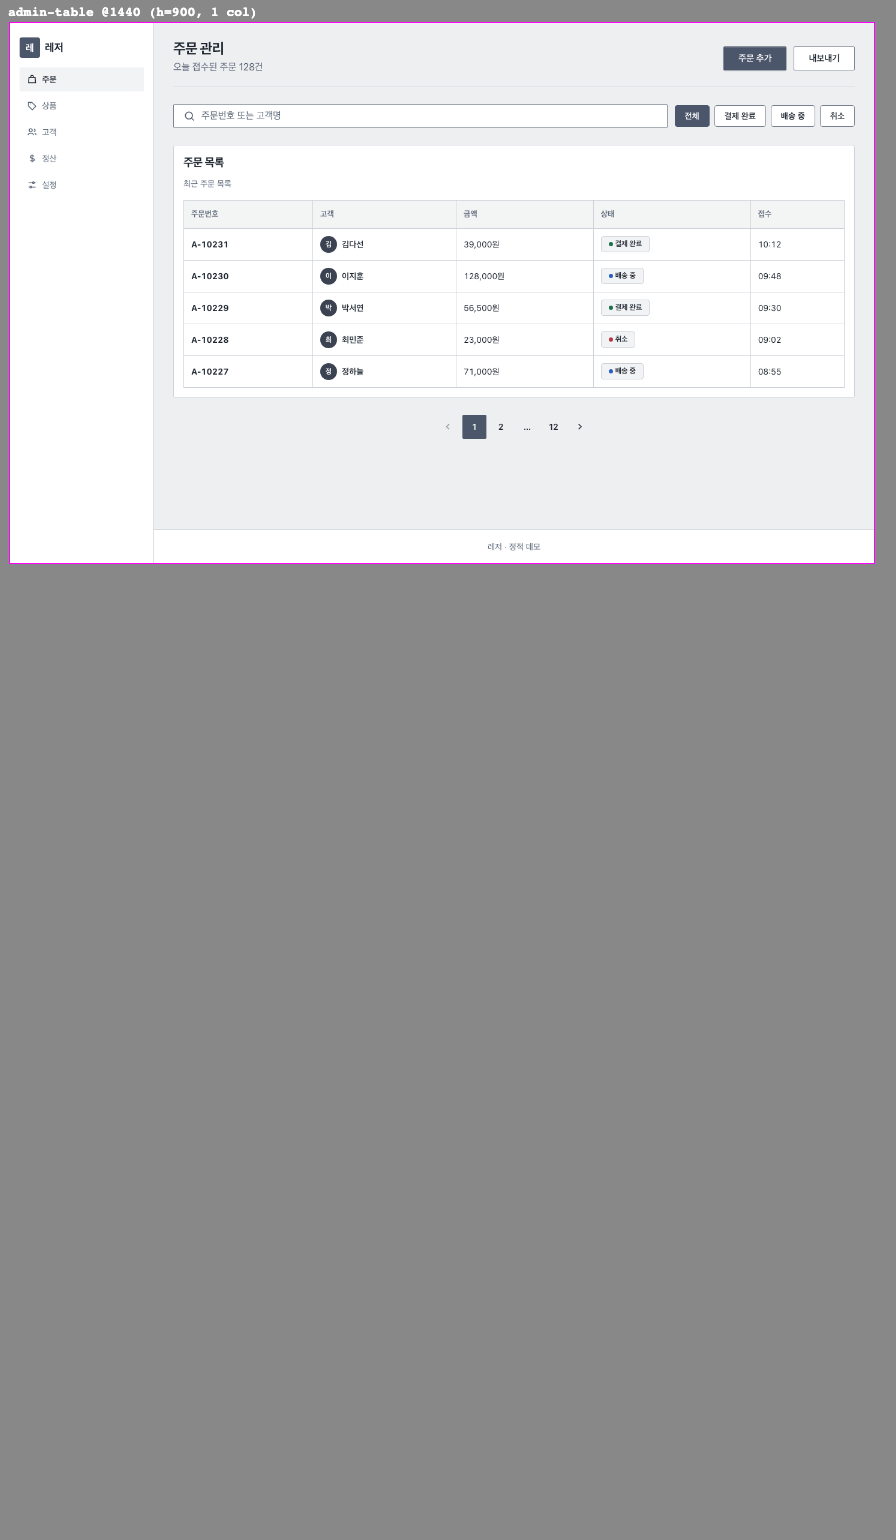 admin-table @1440 (h=900, 1 col)
레 레저
주문
상품
고객
정산
설정
주문 관리
오늘 접수된 주문 128건
주문 추가
내보내기
주문번호 또는 고객명
전체
결제 완료
배송 중
취소
주문 목록
최근 주문 목록
주문번호 고객 금액 상태 접수
A-10231 김 김다선 39,000원 결제 완료 10:12
A-10230 이 이지훈 128,000원 배송 중 09:48
A-10229 박 박서연 56,500원 결제 완료 09:30
A-10228 최 최민준 23,000원 취소 09:02
A-10227 정 정하늘 71,000원 배송 중 08:55
‹ 1 2 … 12 ›
레저 · 정적 데모